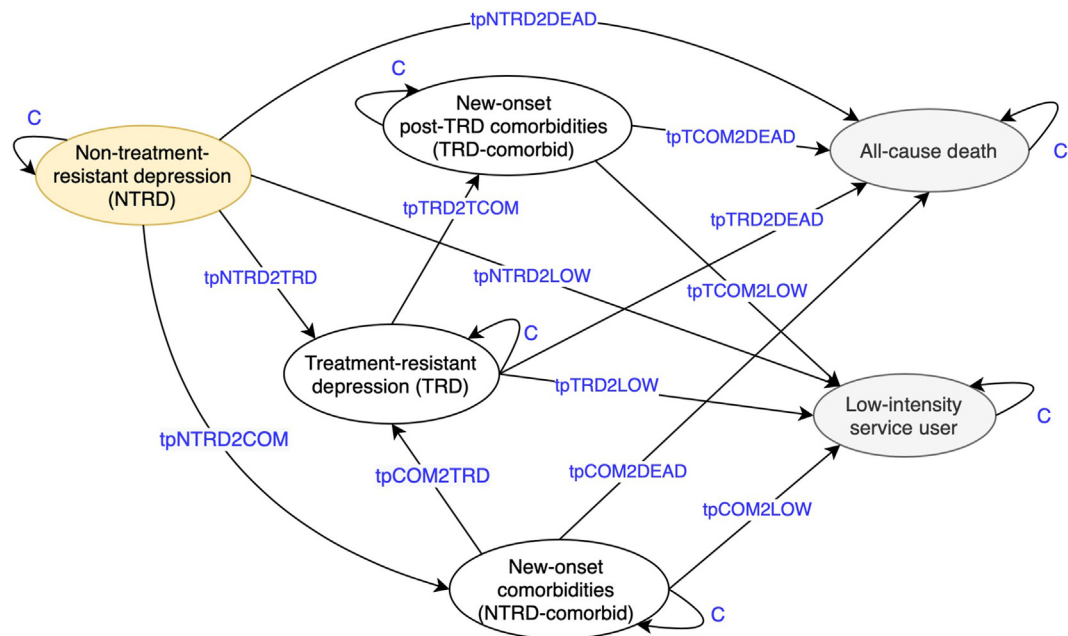 tpNTRD2DEAD
C
New-onset
post-TRD comorbidities
(TRD-comorbid)
C
Non-treatment-
resistant depression
(NTRD)
tpTCOM2DEAD
All-cause death
C
tpTRD2TCOM
tpTRD2DEAD
tpNTRD2TRD
tpNTRD2LOW
tpTCOM2LOW
Treatment-resistant
depression (TRD)
C
tpTRD2LOW
Low-intensity
service user
C
tpNTRD2COM
tpCOM2TRD
tpCOM2DEAD
tpCOM2LOW
New-onset
comorbidities
(NTRD-comorbid)
C